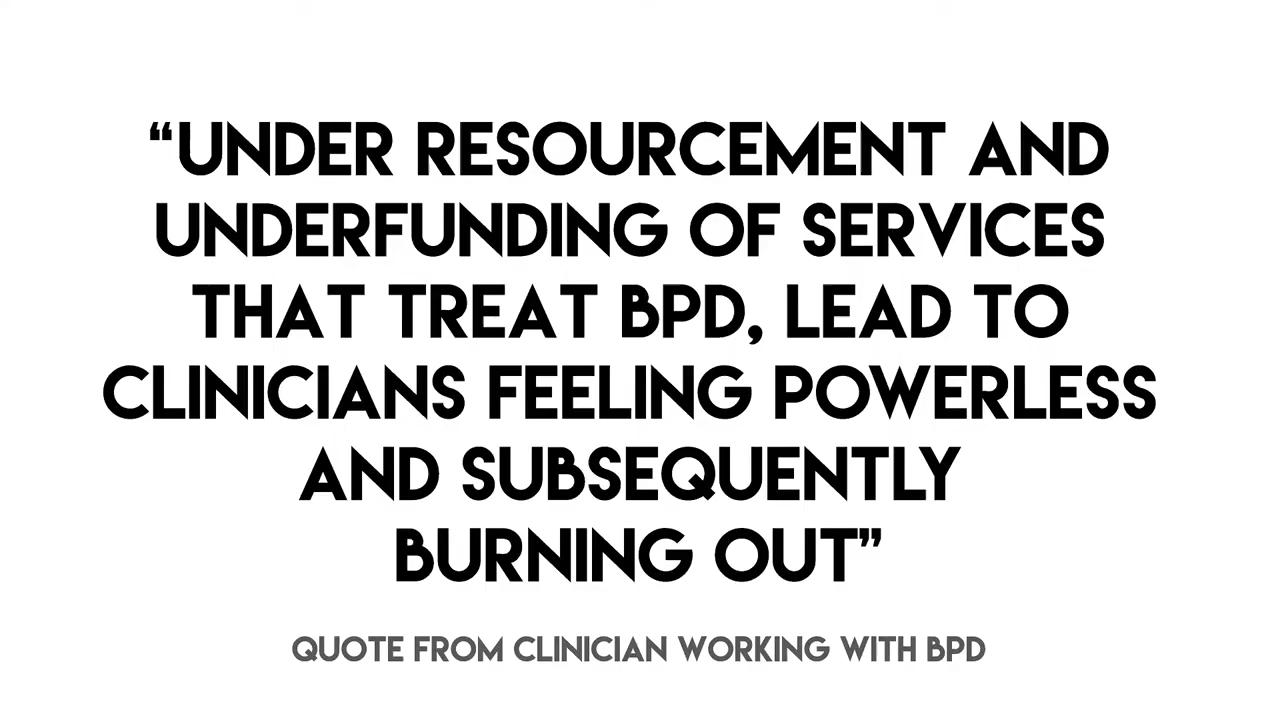 “UNDER RESOURCEMENT AND
UNDERFUNDING OF SERVICES
THAT TREAT BPD, LEAD TO
CLINICIANS FEELING POWERLESS
AND SUBSEQUENTLY
BURNING OUT”
QUOTE FROM CLINICIAN WORKING WITH BPD